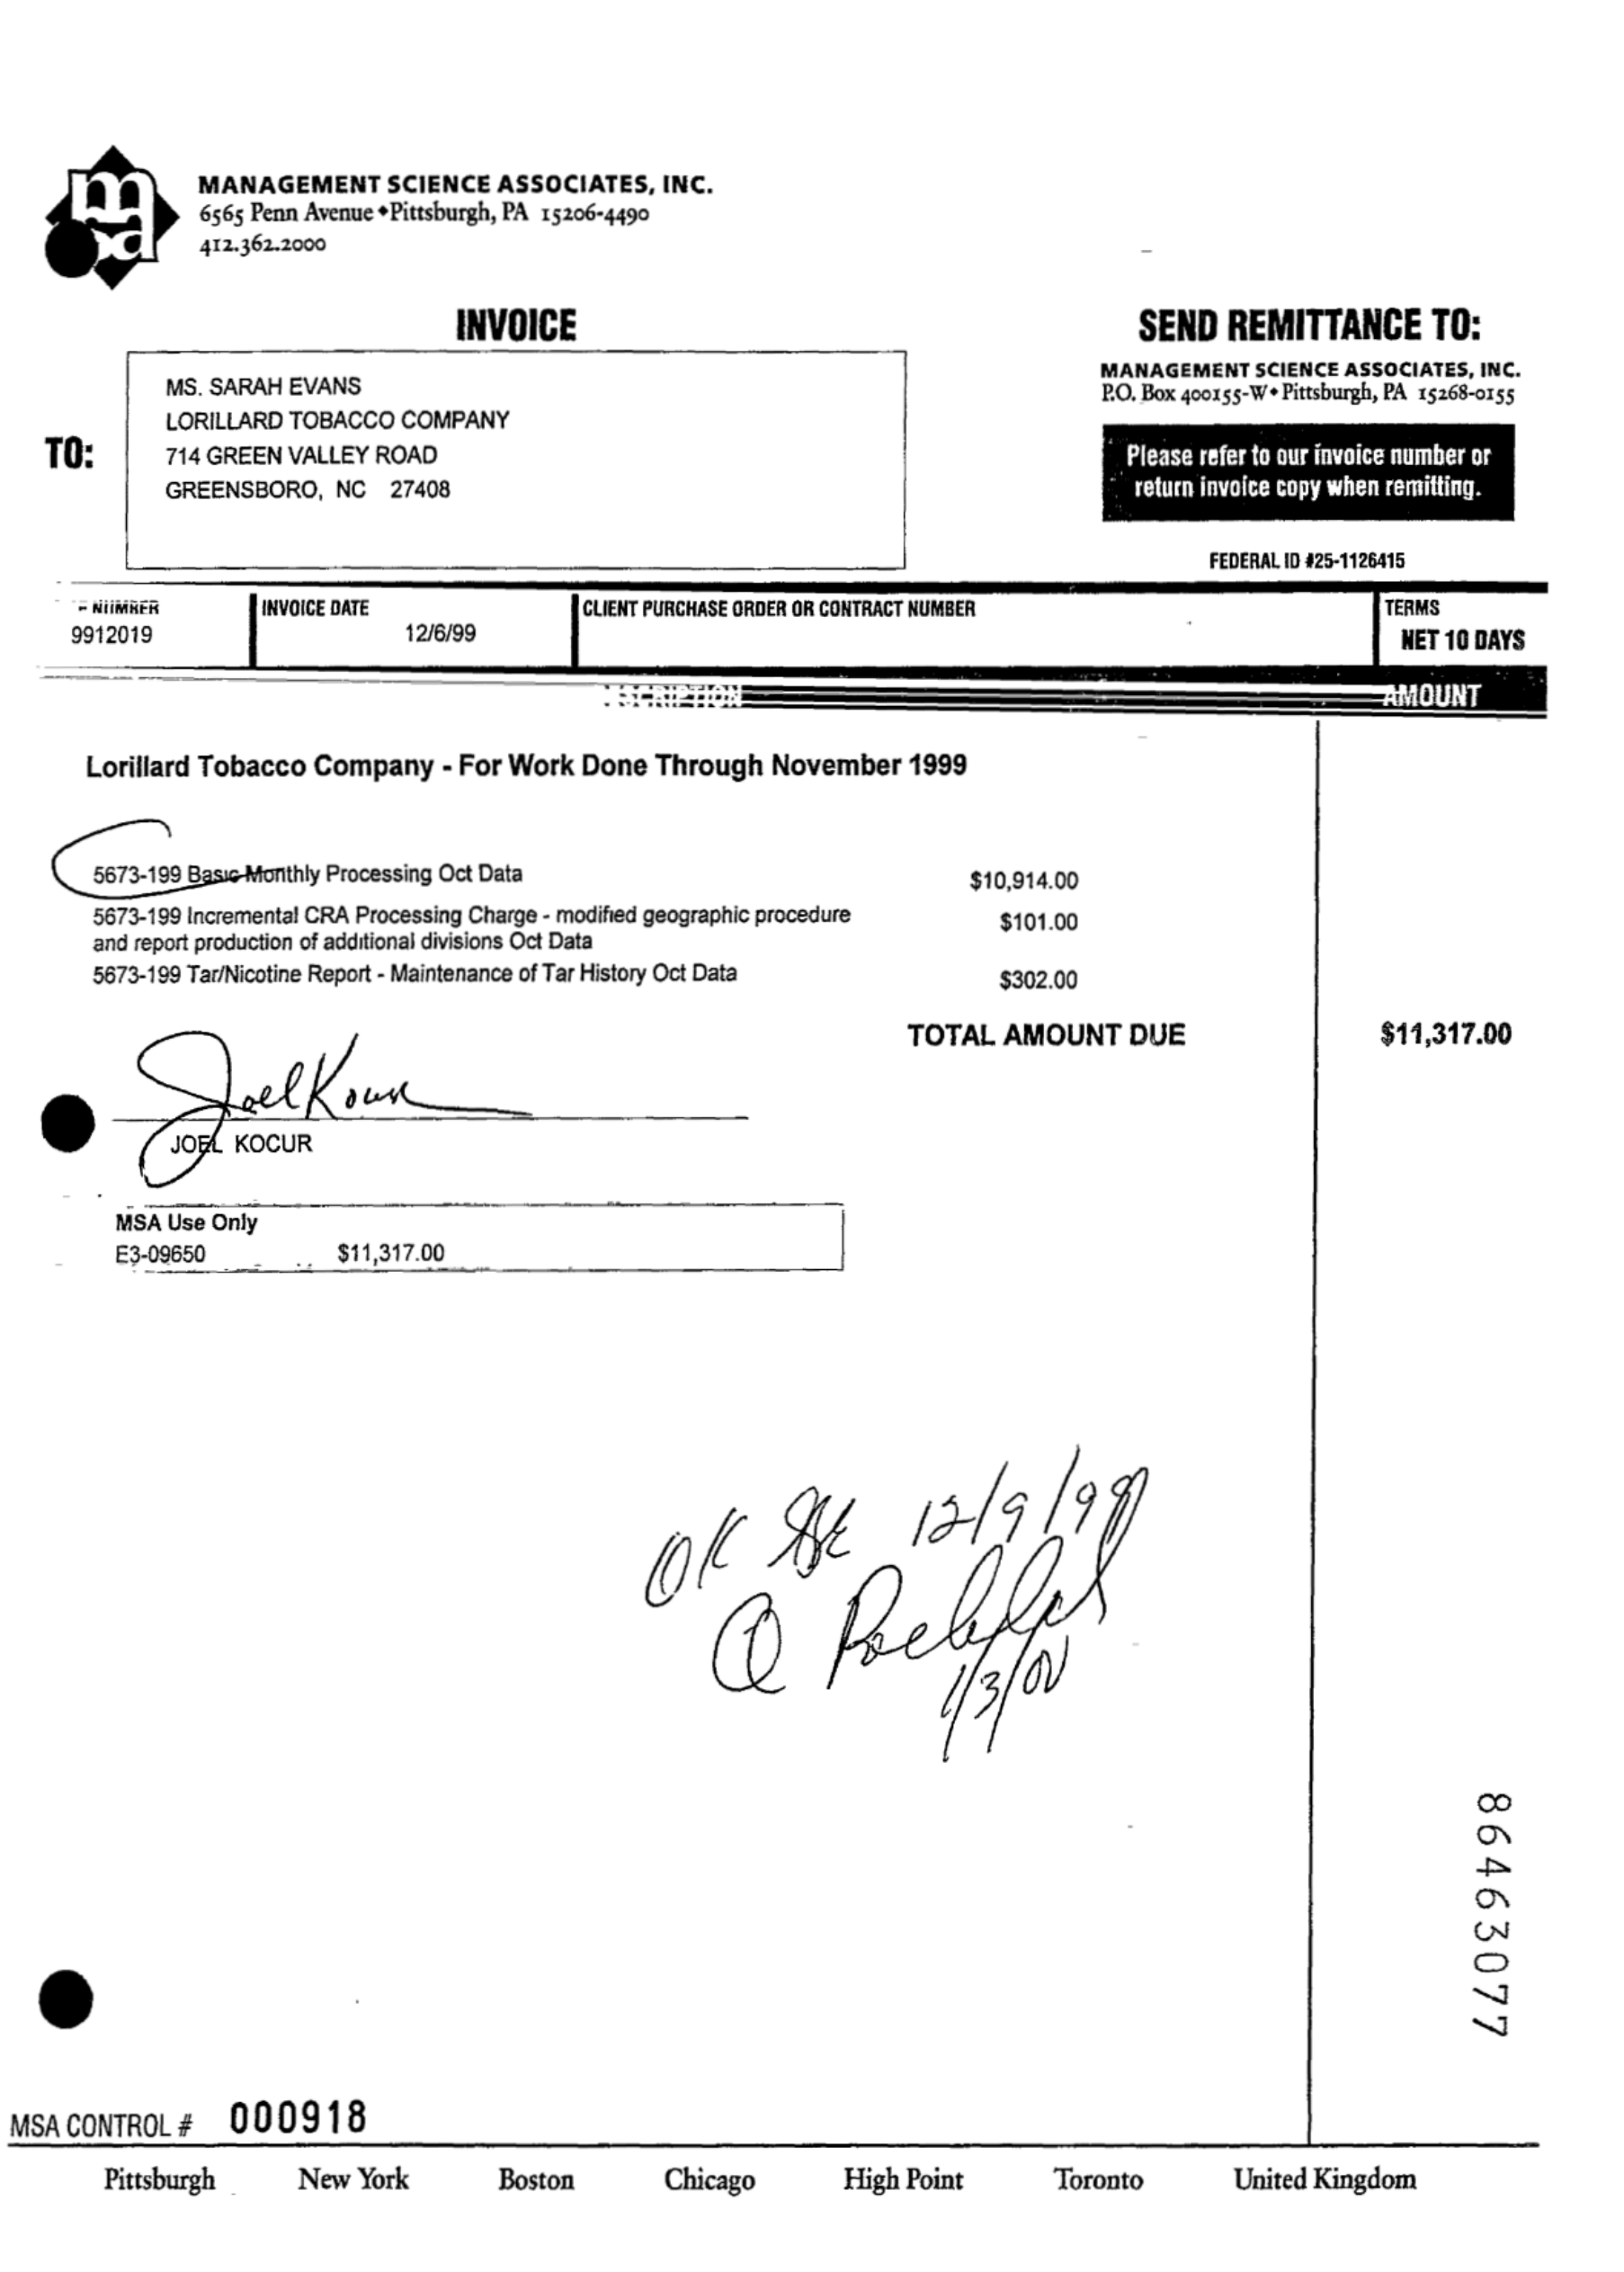 MANAGEMENT SCIENCE ASSOCIATES, INC.
6565 Penn Avenue ◆ Pittsburgh, PA 15206-4490
412.362.2000
INVOICE
SEND REMITTANCE TO:
MANAGEMENT SCIENCE ASSOCIATES, INC.
P.O. Box 400155-W ◆ Pittsburgh, PA 15268-0155
TO:
MS. SARAH EVANS
LORILLARD TOBACCO COMPANY
714 GREEN VALLEY ROAD
GREENSBORO, NC 27408
Please refer to our invoice number or
return invoice copy when remitting.
FEDERAL ID #25-1126415
NUMBER INVOICE DATE CLIENT PURCHASE ORDER OR CONTRACT NUMBER TERMS
9912019 12/6/99 NET 10 DAYS
AMOUNT
Lorillard Tobacco Company - For Work Done Through November 1999
5673-199 Basic Monthly Processing Oct Data $10,914.00
5673-199 Incremental CRA Processing Charge - modified geographic procedure $101.00
and report production of additional divisions Oct Data
5673-199 Tar/Nicotine Report - Maintenance of Tar History Oct Data $302.00
TOTAL AMOUNT DUE $11,317.00
Joel Kocur
JOEL KOCUR
MSA Use Only
E3-09650 $11,317.00
OK 12/9/99
1/3/00
86463077
MSA CONTROL # 000918
Pittsburgh New York Boston Chicago High Point Toronto United Kingdom